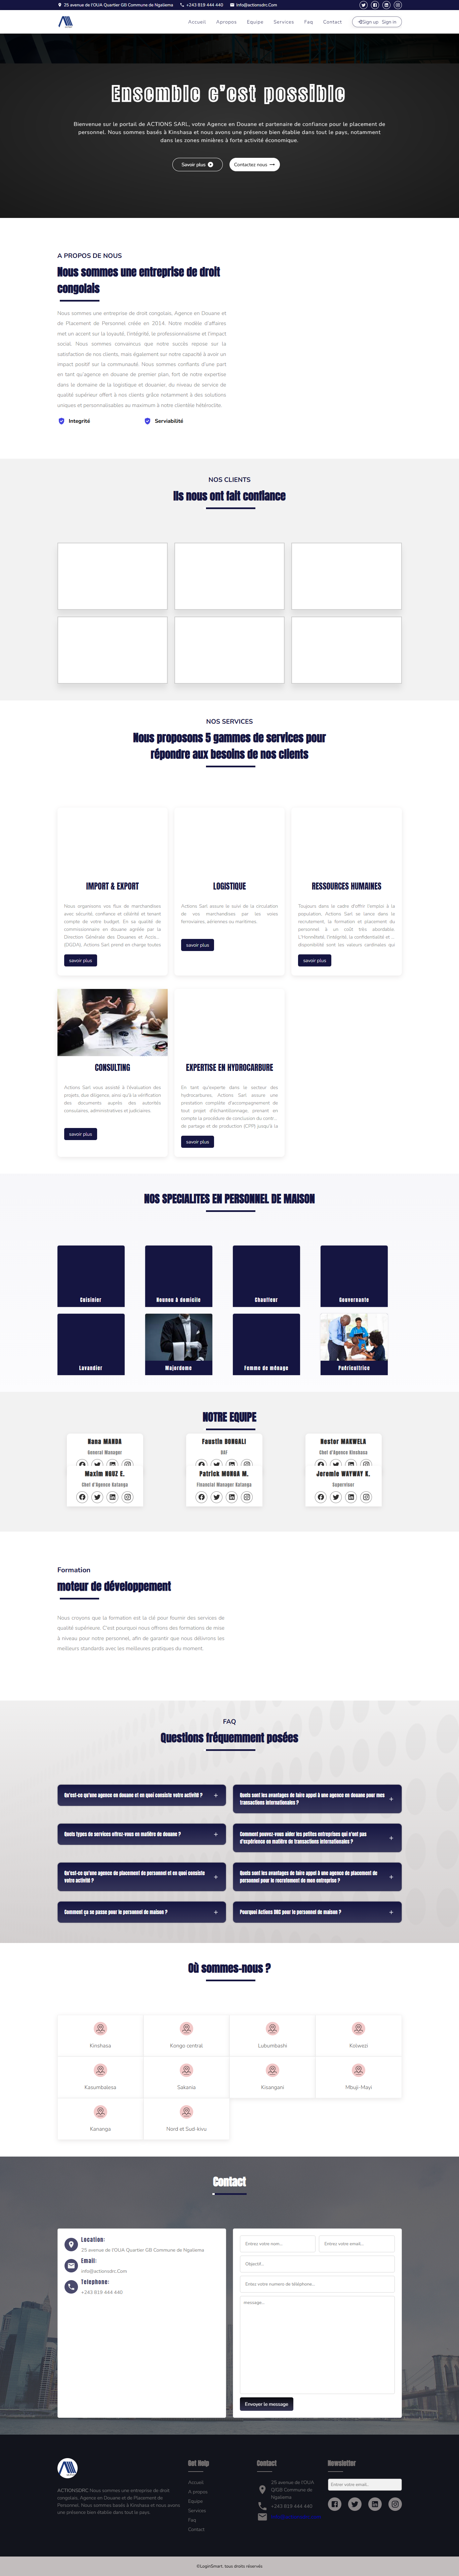 25 avenue de l'OUA Quartier GB Commune de Ngaliema
+243 819 444 440
Info@actionsdrc.Com
Accueil
Apropos
Equipe
Services
Faq
Contact
Sign up
Sign in
Ensemble c'est possible
Bienvenue sur le portail de ACTIONS SARL, votre Agence en Douane et partenaire de confiance pour le placement de
personnel. Nous sommes basés à Kinshasa et nous avons une présence bien établie dans tout le pays, notamment
dans les zones minières à forte activité économique.
Savoir plus
Contactez nous
A PROPOS DE NOUS
Nous sommes une entreprise de droit
congolais
Nous sommes une entreprise de droit congolais, Agence en Douane et
de Placement de Personnel créée en 2014. Notre modèle d'affaires
met un accent sur la loyauté, l'intégrité, le professionnalisme et l'impact
social. Nous sommes convaincus que notre succès repose sur la
satisfaction de nos clients, mais également sur notre capacité à avoir un
impact positif sur la communauté. Nous sommes confiants d'une part
en tant qu'agence en douane de premier plan, fort de notre expertise
dans le domaine de la logistique et douanier, du niveau de service de
qualité supérieur offert à nos clients grâce notamment à des solutions
uniques et personnalisables au maximum à notre clientèle hétéroclite.
Integrité
Serviabilité
NOS CLIENTS
Ils nous ont fait confiance
NOS SERVICES
Nous proposons 5 gammes de services pour
répondre aux besoins de nos clients
IMPORT & EXPORT
Nous organisons vos flux de marchandises
avec sécurité, confiance et célérité et tenant
compte de votre budget. En sa qualité de
commissionnaire en douane agréée par la
Direction Générale des Douanes et Accis...
(DGDA), Actions Sarl prend en charge toutes
savoir plus
LOGISTIQUE
Actions Sarl assure le suivi de la circulation
de vos marchandises par les voies
ferroviaires, aériennes ou maritimes.
savoir plus
RESSOURCES HUMAINES
Toujours dans le cadre d'offrir l'emploi à la
population, Actions Sarl se lance dans le
recrutement, la formation et placement du
personnel à un coût très abordable.
L'Honnêteté, l'intégrité, la confidentialité et ...
disponibilité sont les valeurs cardinales qui
savoir plus
CONSULTING
Actions Sarl vous assisté à l'évaluation des
projets, due diligence, ainsi qu'à la vérification
des documents auprès des autorités
consulaires, administratives et judiciaires.
savoir plus
EXPERTISE EN HYDROCARBURE
En tant qu'experte dans le secteur des
hydrocarbures, Actions Sarl assure une
prestation complète d'accompagnement de
tout projet d'échantillonnage, prenant en
compte la procédure de conclusion du contr...
de partage et de production (CPP) jusqu'à la
savoir plus
NOS SPECIALITES EN PERSONNEL DE MAISON
Cuisinier
Nounou à domicile
Chauffeur
Gouvernante
Lavandier
Majordome
Femme de ménage
Puéricultrice
NOTRE EQUIPE
Nana MANDA
General Manager
Faustin BONGALI
DAF
Nestor MAKWELA
Chef d'Agence Kinshasa
Maxim RUUZ E.
Chef d'Agence Katanga
Patrick MONGA M.
Financial Manager Katanga
Jeremie WAYWAY K.
Supervisor
Formation
moteur de développement
Nous croyons que la formation est la clé pour fournir des services de
qualité supérieure. C'est pourquoi nous offrons des formations de mise
à niveau pour notre personnel, afin de garantir que nous délivrons les
meilleurs standards avec les meilleures pratiques du moment.
FAQ
Questions fréquemment posées
Qu'est-ce qu'une agence en douane et en quoi consiste votre activité ?
Quels sont les avantages de faire appel à une agence en douane pour mes
transactions internationales ?
Quels types de services offrez-vous en matière de douane ?
Comment pouvez-vous aider les petites entreprises qui n'ont pas
d'expérience en matière de transactions internationales ?
Qu'est-ce qu'une agence de placement de personnel et en quoi consiste
votre activité ?
Quels sont les avantages de faire appel à une agence de placement de
personnel pour le recrutement de mon entreprise ?
Comment ça se passe pour le personnel de maison ?
Pourquoi Actions DRC pour le personnel de maison ?
Où sommes-nous ?
Kinshasa
Kongo central
Lubumbashi
Kolwezi
Kasumbalesa
Sakania
Kisangani
Mbuji-Mayi
Kananga
Nord et Sud-kivu
Contact
Location:
25 avenue de l'OUA Quartier GB Commune de Ngaliema
Email:
info@actionsdrc.Com
Telephone:
+243 819 444 440
Entrez votre nom...
Entrez votre email...
Objectif...
Entez votre numero de téléphone...
message...
Envoyer le message
ACTIONSDRC Nous sommes une entreprise de droit
congolais, Agence en Douane et de Placement de
Personnel. Nous sommes basés à Kinshasa et nous avons
une présence bien établie dans tout le pays.
Get Help
Accueil
A propos
Equipe
Services
Faq
Contact
Contact
25 avenue de l'OUA
Q/GB Commune de
Ngaliema
+243 819 444 440
Newsletter
Entrer votre email...
©LoginSmart, tous droits réservés